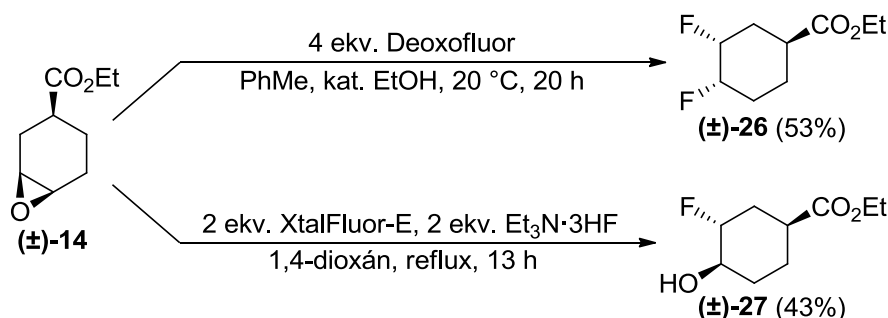 CO₂Et
O
(±)-14
4 ekv. Deoxofluor
PhMe, kat. EtOH, 20 °C, 20 h
F
CO₂Et
F
(±)-26 (53%)
2 ekv. XtalFluor-E, 2 ekv. Et₃N·3HF
1,4-dioxán, reflux, 13 h
F
CO₂Et
HO
(±)-27 (43%)